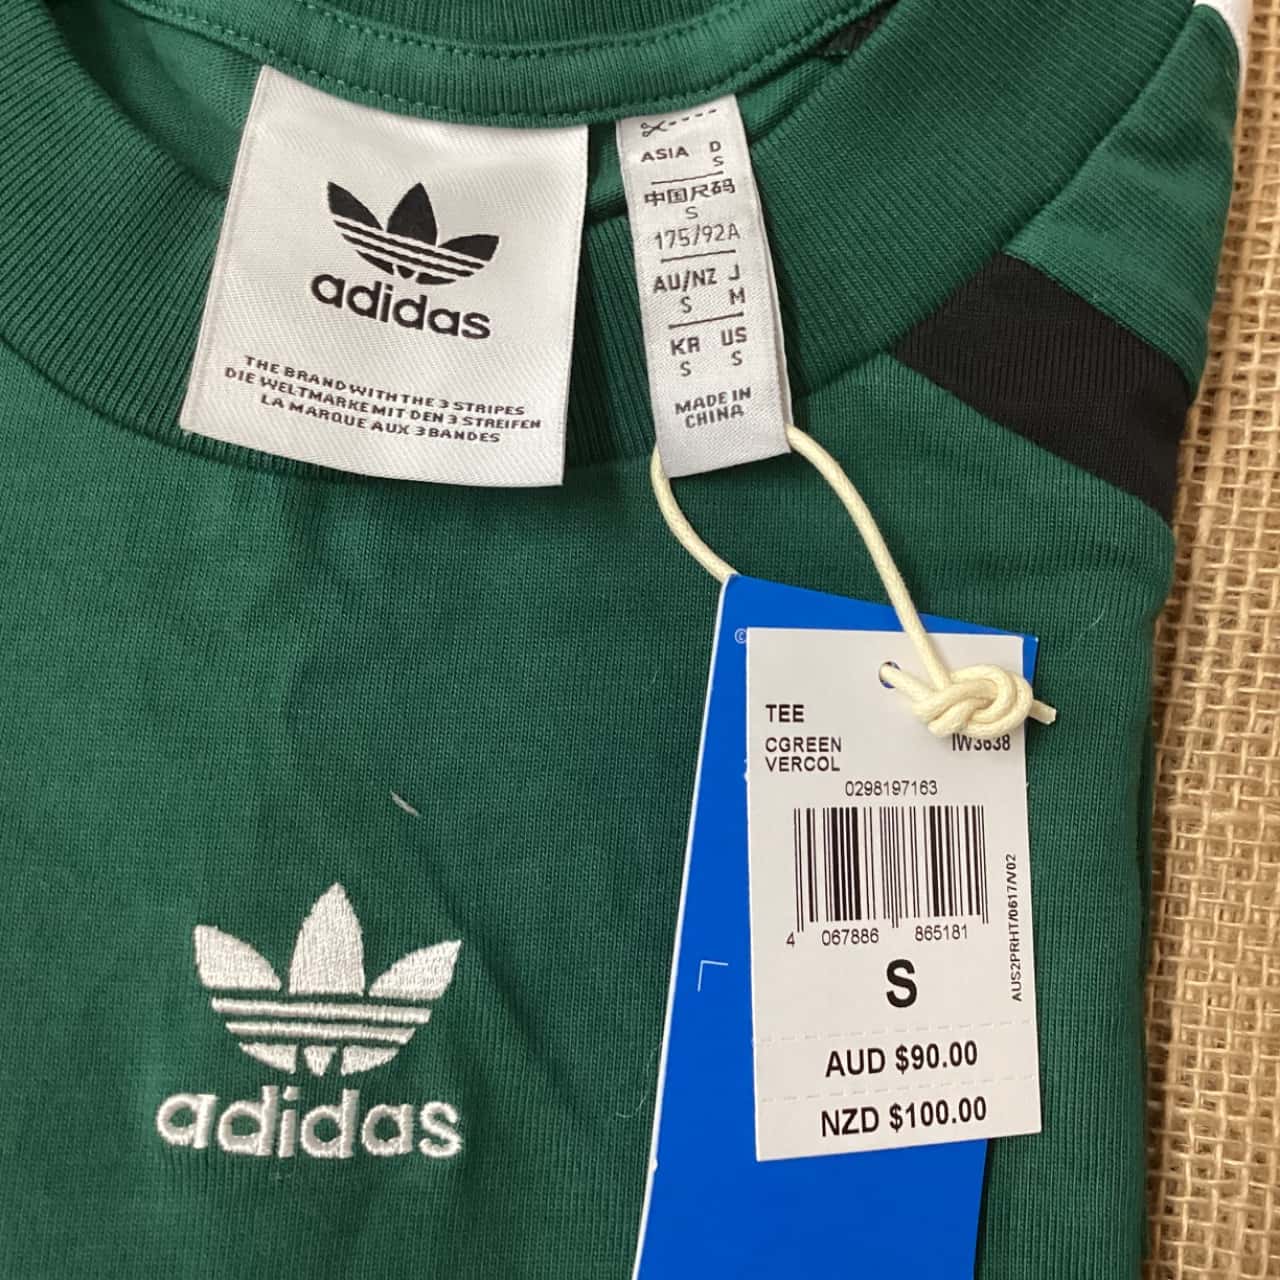 adidas
THE BRAND WITH THE 3 STRIPES
DIE WELTMARKE MIT DEN 3 STREIFEN
LA MARQUE AUX 3 BANDES
ASIA D
S
中国尺码
S
175/92A
AU/NZ J
S M
KR US
S S
MADE IN
CHINA
©
TEE
CGREEN IW3638
VERCOL
0298197163
4 067886 865181
AUS2PRHT/0617/V02
S
AUD $90.00
NZD $100.00
adidas